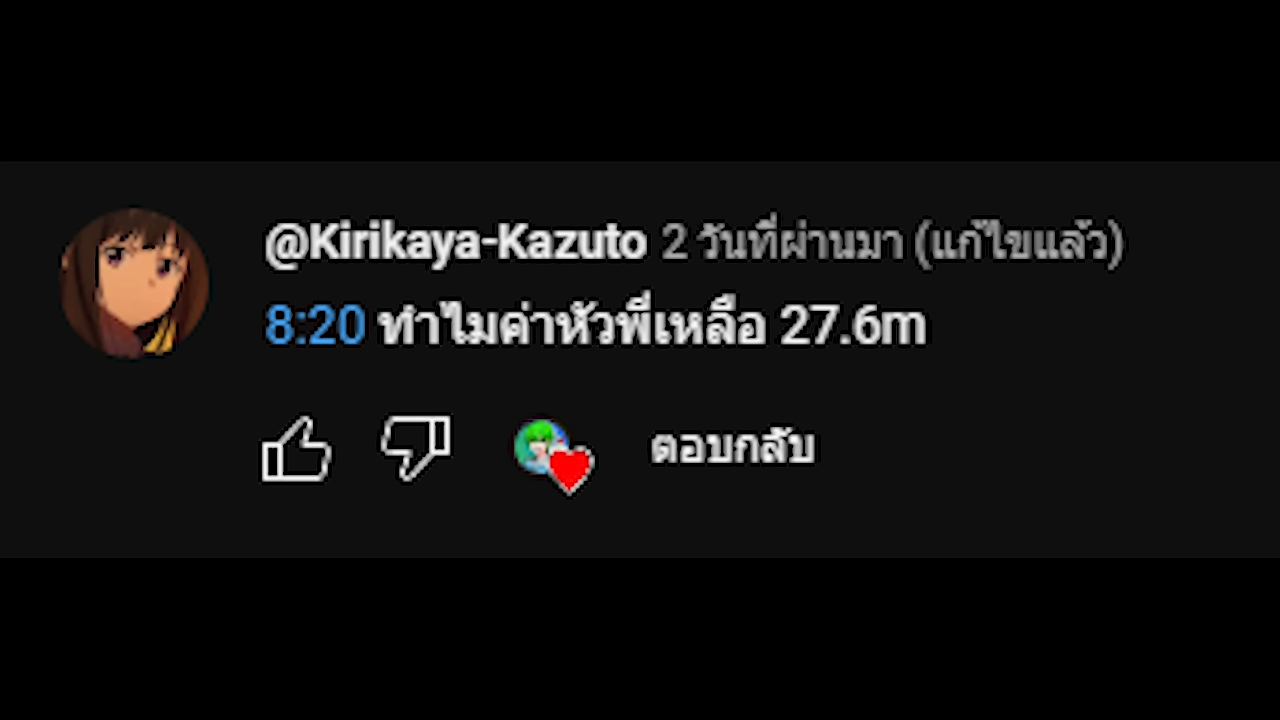 @Kirikaya-Kazuto 2 วันที่ผ่านมา (แก้ไขแล้ว)
8:20 ทำไมค่าหัวพี่เหลือ 27.6m
ตอบกลับ